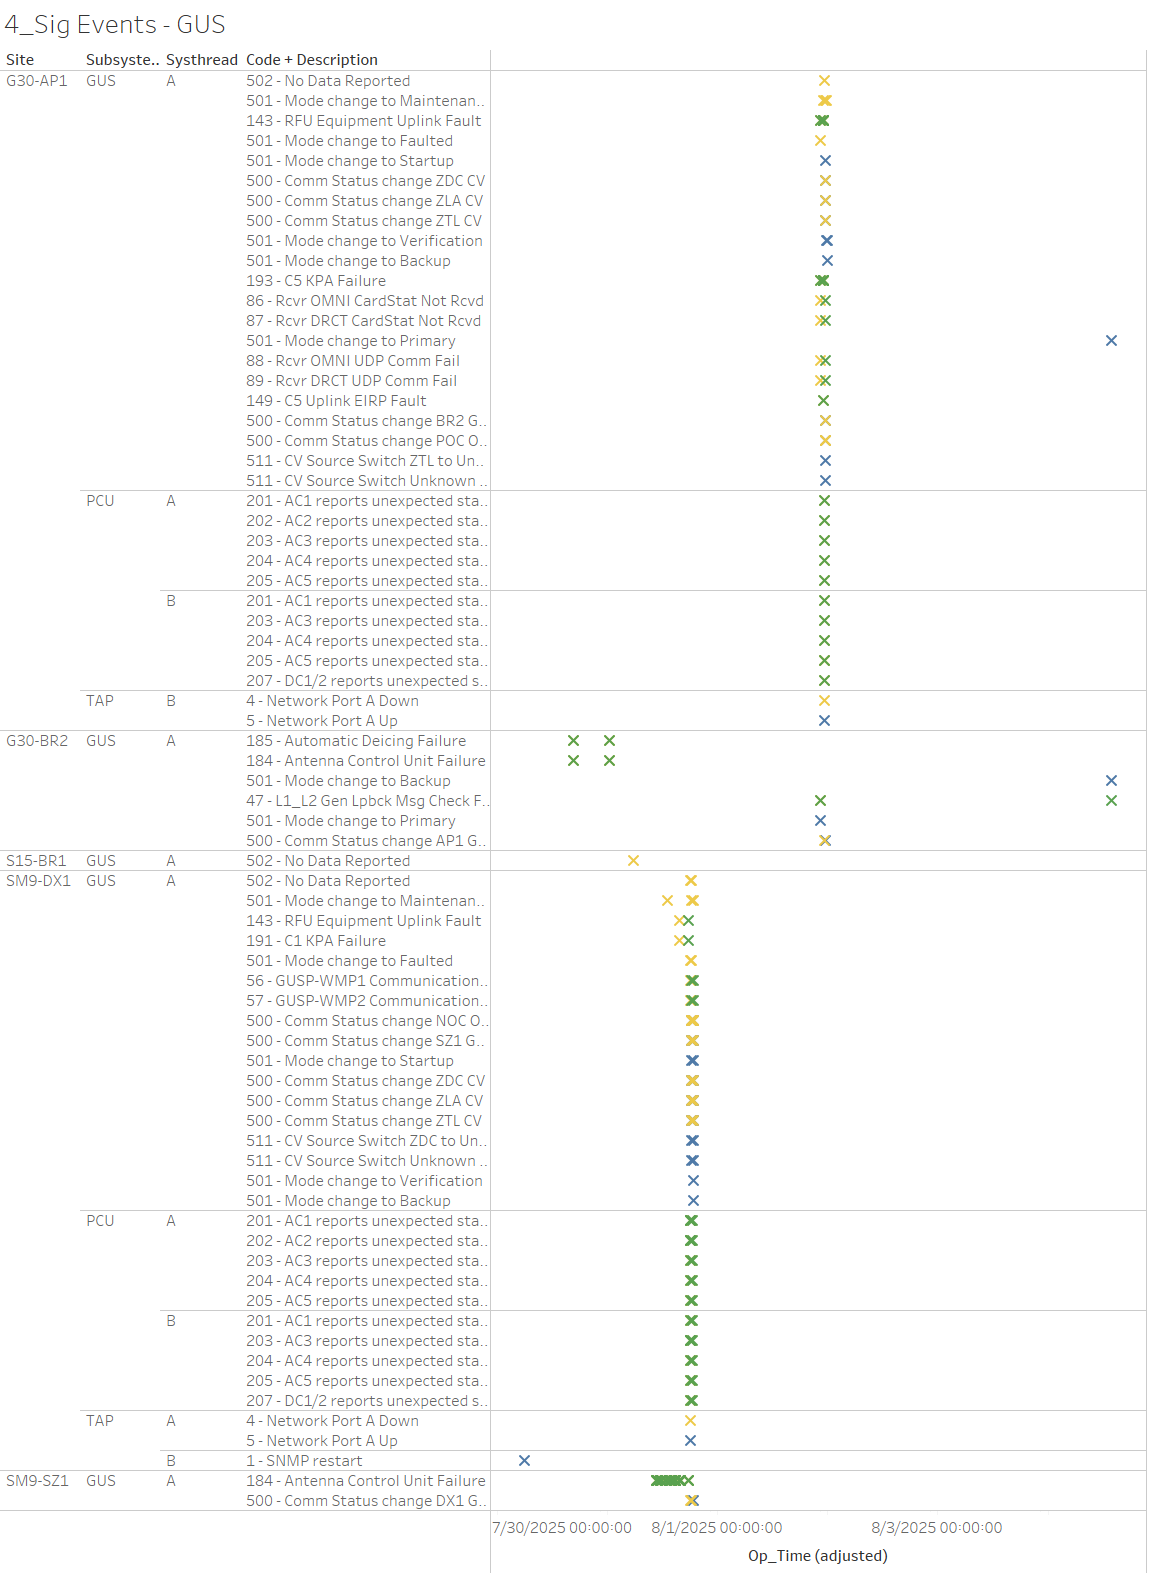 4_Sig Events - GUS
Site Subsyste.. Systhread Code + Description
G30-AP1 GUS A 502 - No Data Reported
501 - Mode change to Maintenan..
143 - RFU Equipment Uplink Fault
501 - Mode change to Faulted
501 - Mode change to Startup
500 - Comm Status change ZDC CV
500 - Comm Status change ZLA CV
500 - Comm Status change ZTL CV
501 - Mode change to Verification
501 - Mode change to Backup
193 - C5 KPA Failure
86 - Rcvr OMNI CardStat Not Rcvd
87 - Rcvr DRCT CardStat Not Rcvd
501 - Mode change to Primary
88 - Rcvr OMNI UDP Comm Fail
89 - Rcvr DRCT UDP Comm Fail
149 - C5 Uplink EIRP Fault
500 - Comm Status change BR2 G..
500 - Comm Status change POC O..
511 - CV Source Switch ZTL to Un..
511 - CV Source Switch Unknown ..
PCU A 201 - AC1 reports unexpected sta..
202 - AC2 reports unexpected sta..
203 - AC3 reports unexpected sta..
204 - AC4 reports unexpected sta..
205 - AC5 reports unexpected sta..
B 201 - AC1 reports unexpected sta..
203 - AC3 reports unexpected sta..
204 - AC4 reports unexpected sta..
205 - AC5 reports unexpected sta..
207 - DC1/2 reports unexpected s..
TAP B 4 - Network Port A Down
5 - Network Port A Up
G30-BR2 GUS A 185 - Automatic Deicing Failure
184 - Antenna Control Unit Failure
501 - Mode change to Backup
47 - L1_L2 Gen Lpbck Msg Check F..
501 - Mode change to Primary
500 - Comm Status change AP1 G..
S15-BR1 GUS A 502 - No Data Reported
SM9-DX1 GUS A 502 - No Data Reported
501 - Mode change to Maintenan..
143 - RFU Equipment Uplink Fault
191 - C1 KPA Failure
501 - Mode change to Faulted
56 - GUSP-WMP1 Communication..
57 - GUSP-WMP2 Communication..
500 - Comm Status change NOC O..
500 - Comm Status change SZ1 G..
501 - Mode change to Startup
500 - Comm Status change ZDC CV
500 - Comm Status change ZLA CV
500 - Comm Status change ZTL CV
511 - CV Source Switch ZDC to Un..
511 - CV Source Switch Unknown ..
501 - Mode change to Verification
501 - Mode change to Backup
PCU A 201 - AC1 reports unexpected sta..
202 - AC2 reports unexpected sta..
203 - AC3 reports unexpected sta..
204 - AC4 reports unexpected sta..
205 - AC5 reports unexpected sta..
B 201 - AC1 reports unexpected sta..
203 - AC3 reports unexpected sta..
204 - AC4 reports unexpected sta..
205 - AC5 reports unexpected sta..
207 - DC1/2 reports unexpected s..
TAP A 4 - Network Port A Down
5 - Network Port A Up
B 1 - SNMP restart
SM9-SZ1 GUS A 184 - Antenna Control Unit Failure
500 - Comm Status change DX1 G..
7/30/2025 00:00:00 8/1/2025 00:00:00 8/3/2025 00:00:00
Op_Time (adjusted)